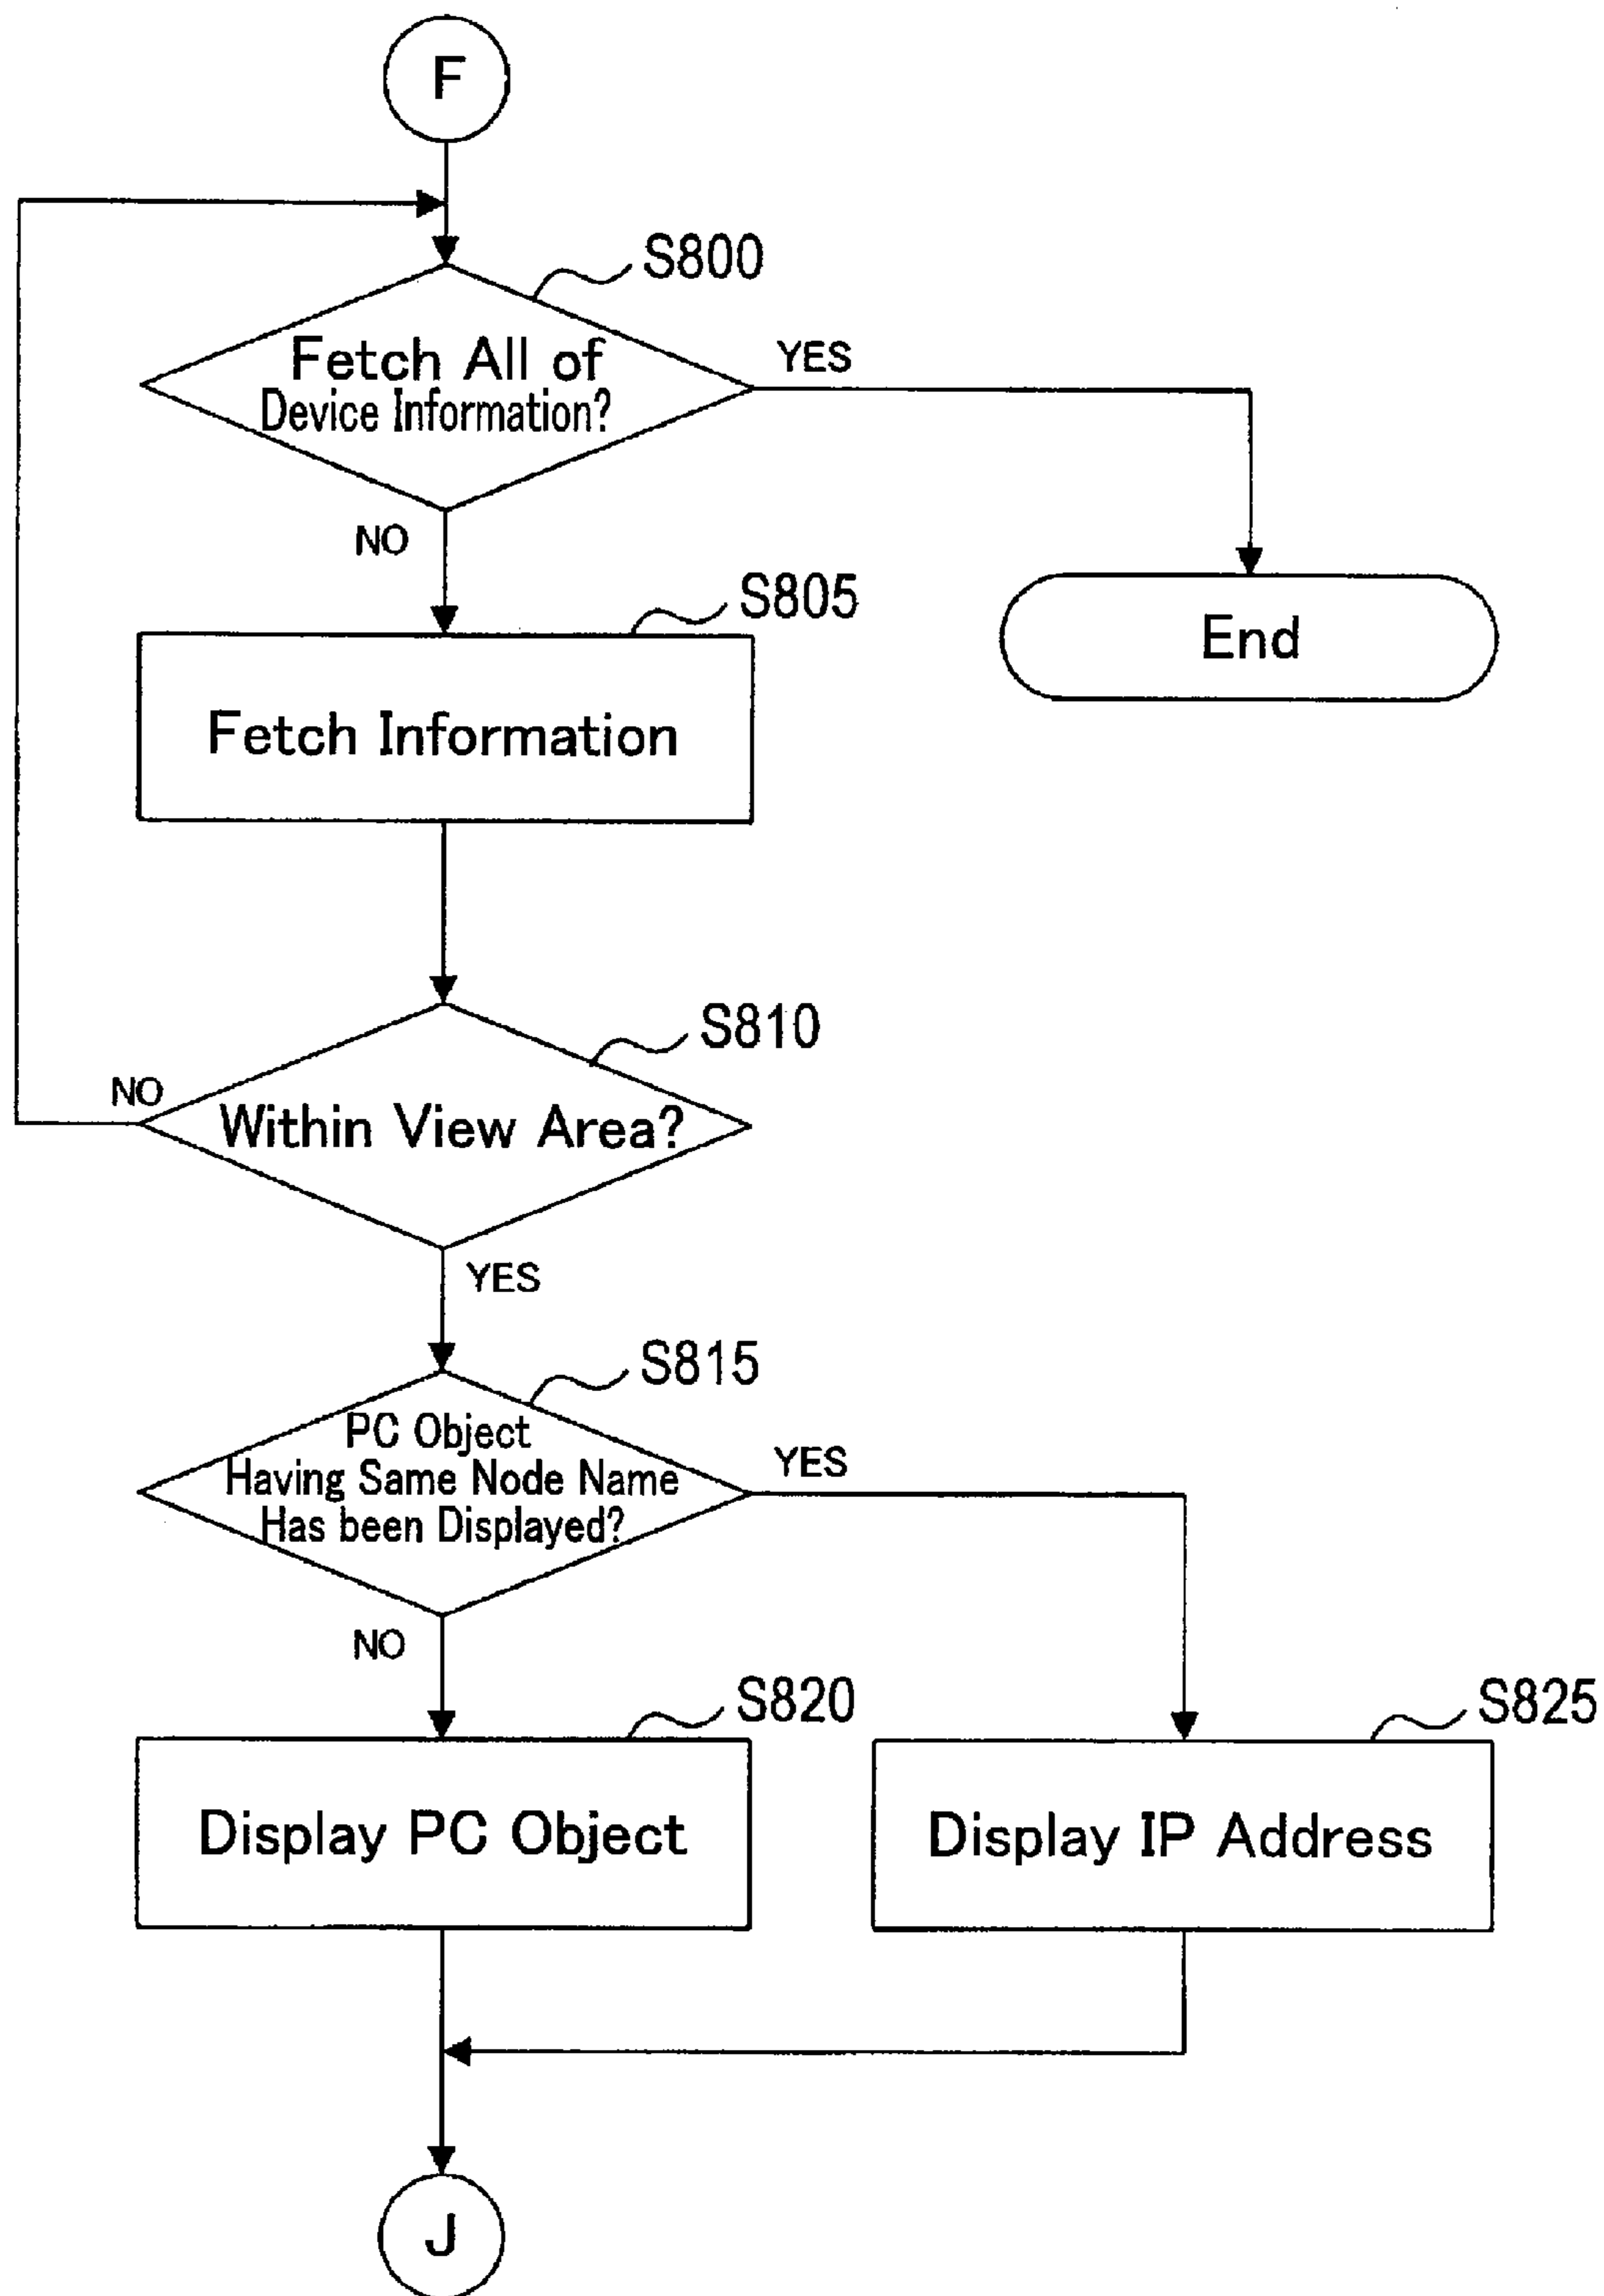 F
S800
Fetch All of
Device Information?
YES
NO
S805
Fetch Information
End
S810
NO
Within View Area?
YES
S815
PC Object
Having Same Node Name
Has been Displayed?
YES
NO
S820
Display PC Object
S825
Display IP Address
J